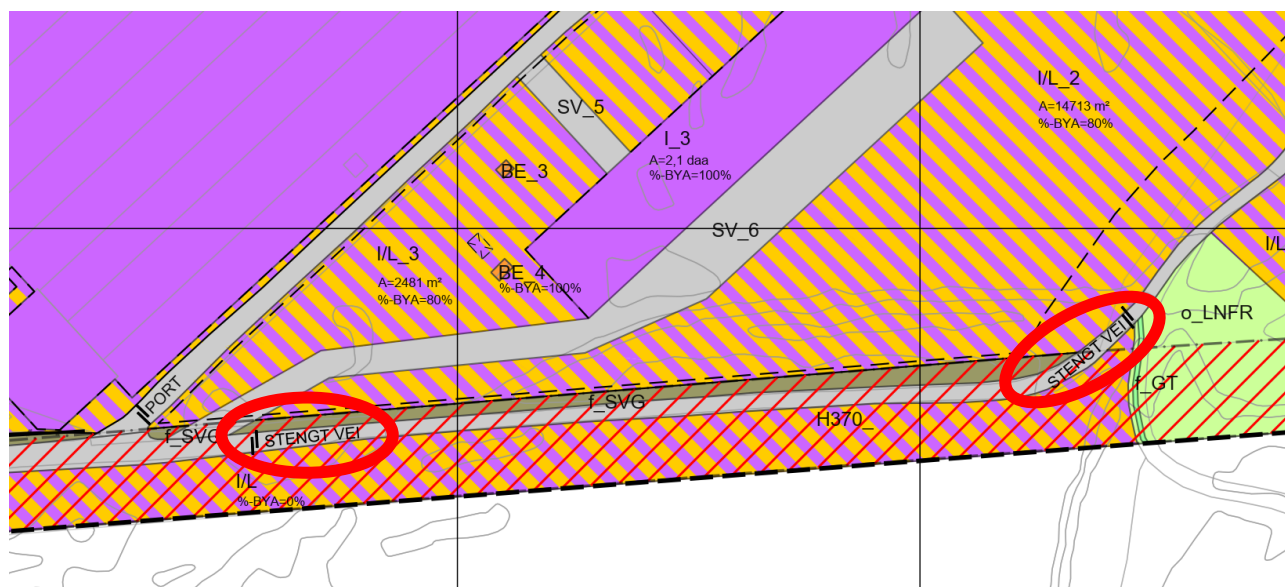 I/L_2
A=14713 m²
%-BYA=80%
SV_5
I_3
A=2,1 daa
%-BYA=100%
BE_3
SV_6
I/L_3
A=2481 m²
%-BYA=80%
BE_4
%-BYA=100%
I/L
o_LNFR
STENGT VEI
f_GT
PORT
f_SVG
f_SVG
STENGT VEI
H370_
I/L
%-BYA=0%